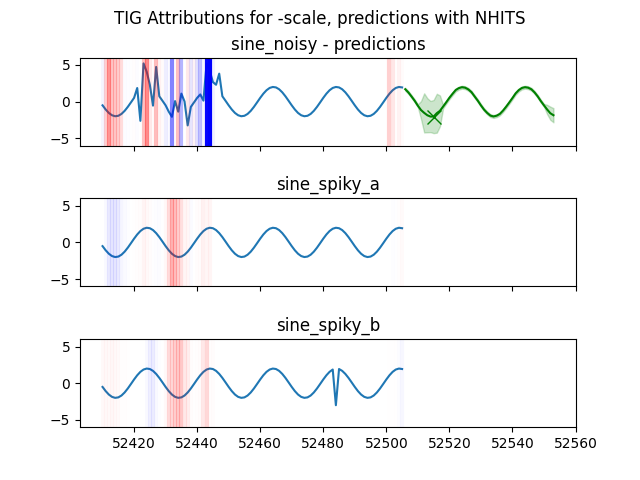 TIG Attributions for -scale, predictions with NHITS
sine_noisy - predictions
5
0
−5
sine_spiky_a
5
0
−5
sine_spiky_b
5
0
−5
52420 52440 52460 52480 52500 52520 52540 52560